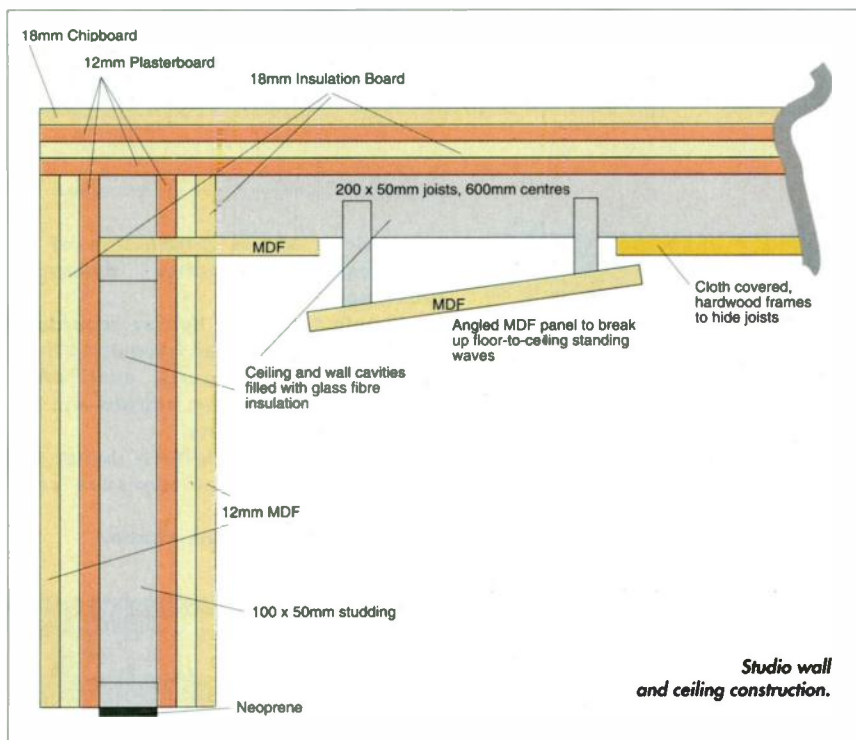 18mm Chipboard
12mm Plasterboard
18mm Insulation Board
200 x 50mm joists, 600mm centres
MDF
MDF
Cloth covered,
hardwood frames
to hide joists
Angled MDF panel to break
up floor-to-ceiling standing
waves
Ceiling and wall cavities
filled with glass fibre
insulation
12mm MDF
100 x 50mm studding
Studio wall
and ceiling construction.
Neoprene